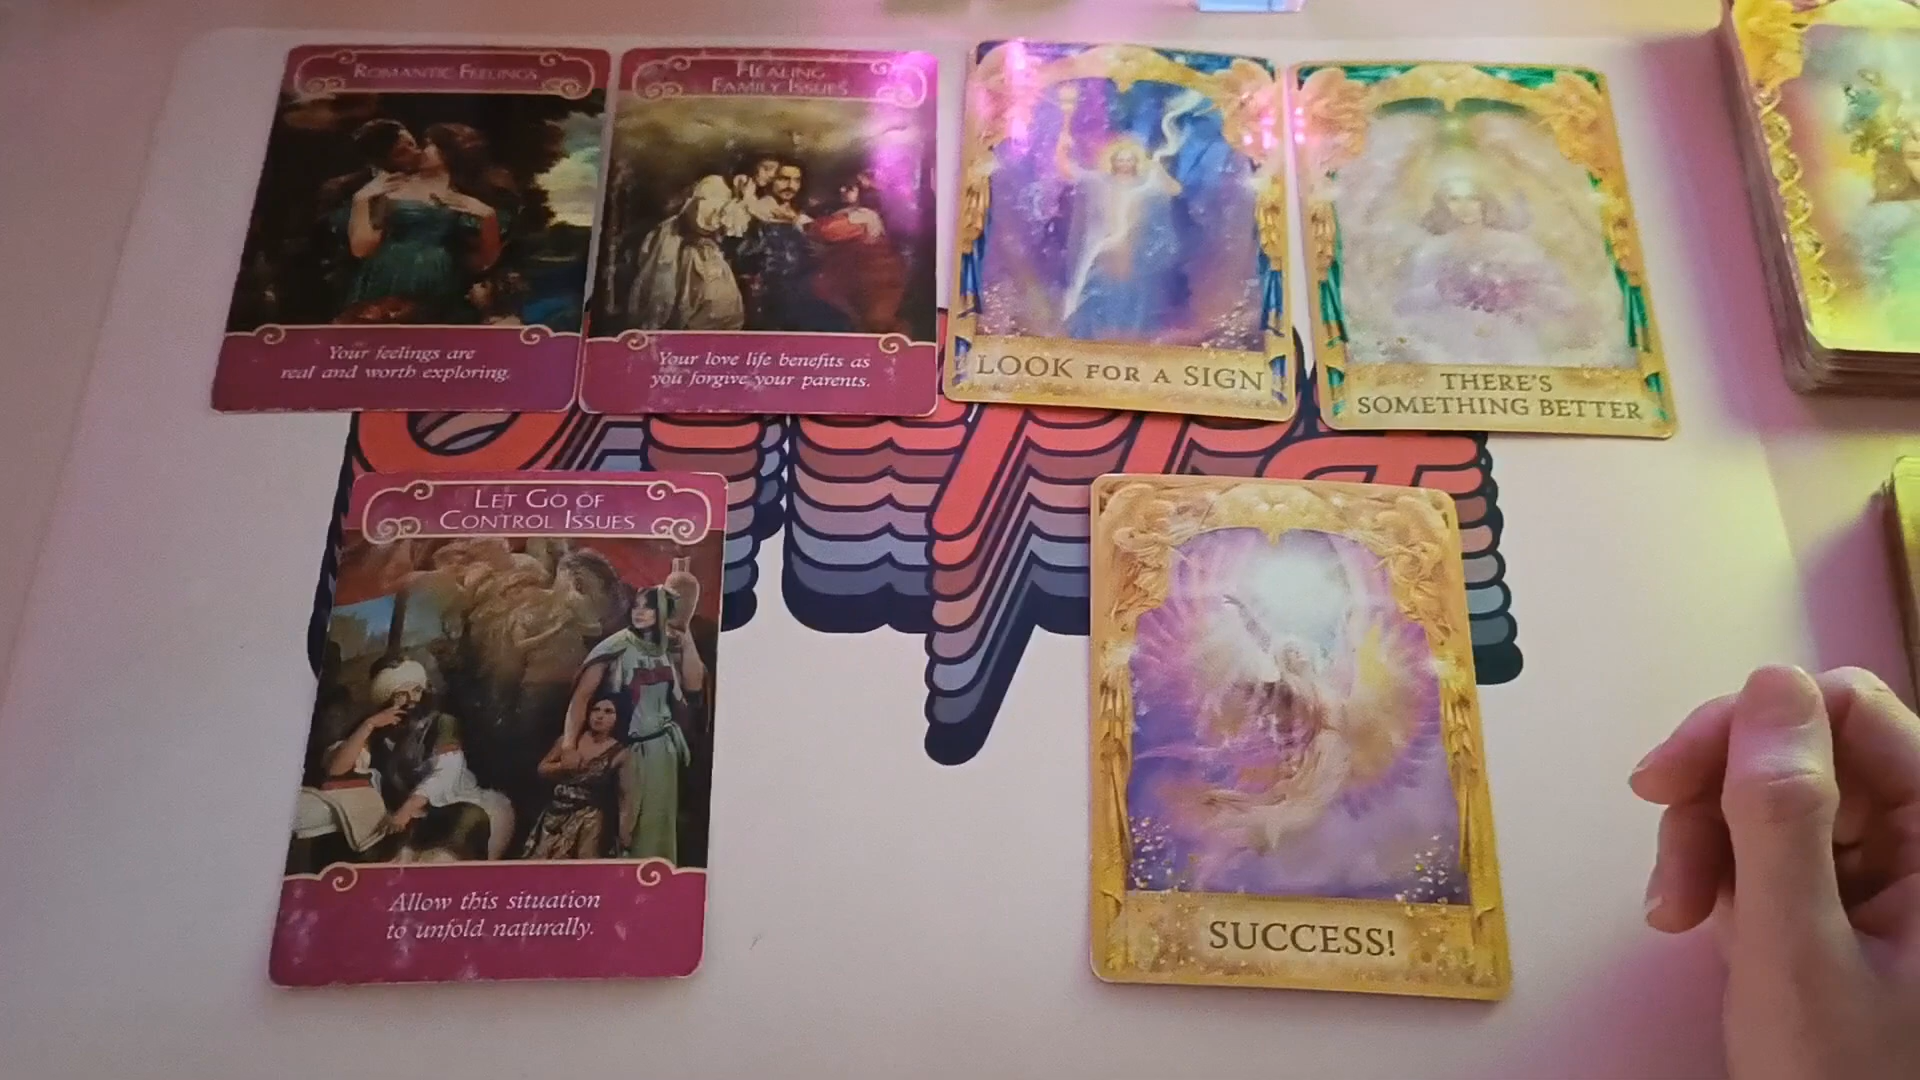 ROMANTIC FEELINGS
Your feelings are
real and worth exploring.
HEALING
FAMILY ISSUES
Your love life benefits as
you forgive your parents.
LOOK FOR A SIGN
THERE'S
SOMETHING BETTER
LET GO OF
CONTROL ISSUES
Allow this situation
to unfold naturally.
SUCCESS!